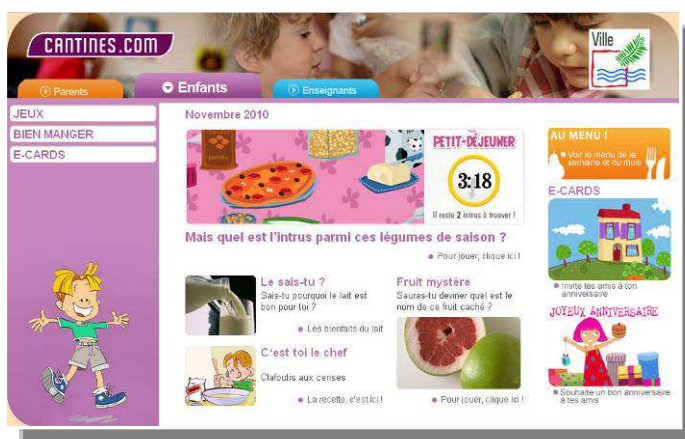 CANTINES.COM
Ville
Parents
Enfants
Enseignants
JEUX
BIEN MANGER
E-CARDS
Novembre 2010
PETIT-DÉJEUNER
3:18
Il reste 2 intrus à trouver !
Mais quel est l'intrus parmi ces légumes de saison ?
Pour jouer, clique ici !
Le sais-tu ?
Sais-tu pourquoi le lait est
bon pour toi ?
Les bienfaits du lait
C'est toi le chef
Clafoutis aux cerises
La recette, c'est ici !
Fruit mystère
Sauras-tu deviner quel est le
nom de ce fruit caché ?
Pour jouer, clique ici !
AU MENU !
Voir le menu de la
semaine et du mois
E-CARDS
Invite tes amis à ton
anniversaire
JOYEUX ANNIVERSAIRE
Souhaite un bon anniversaire
à tes amis